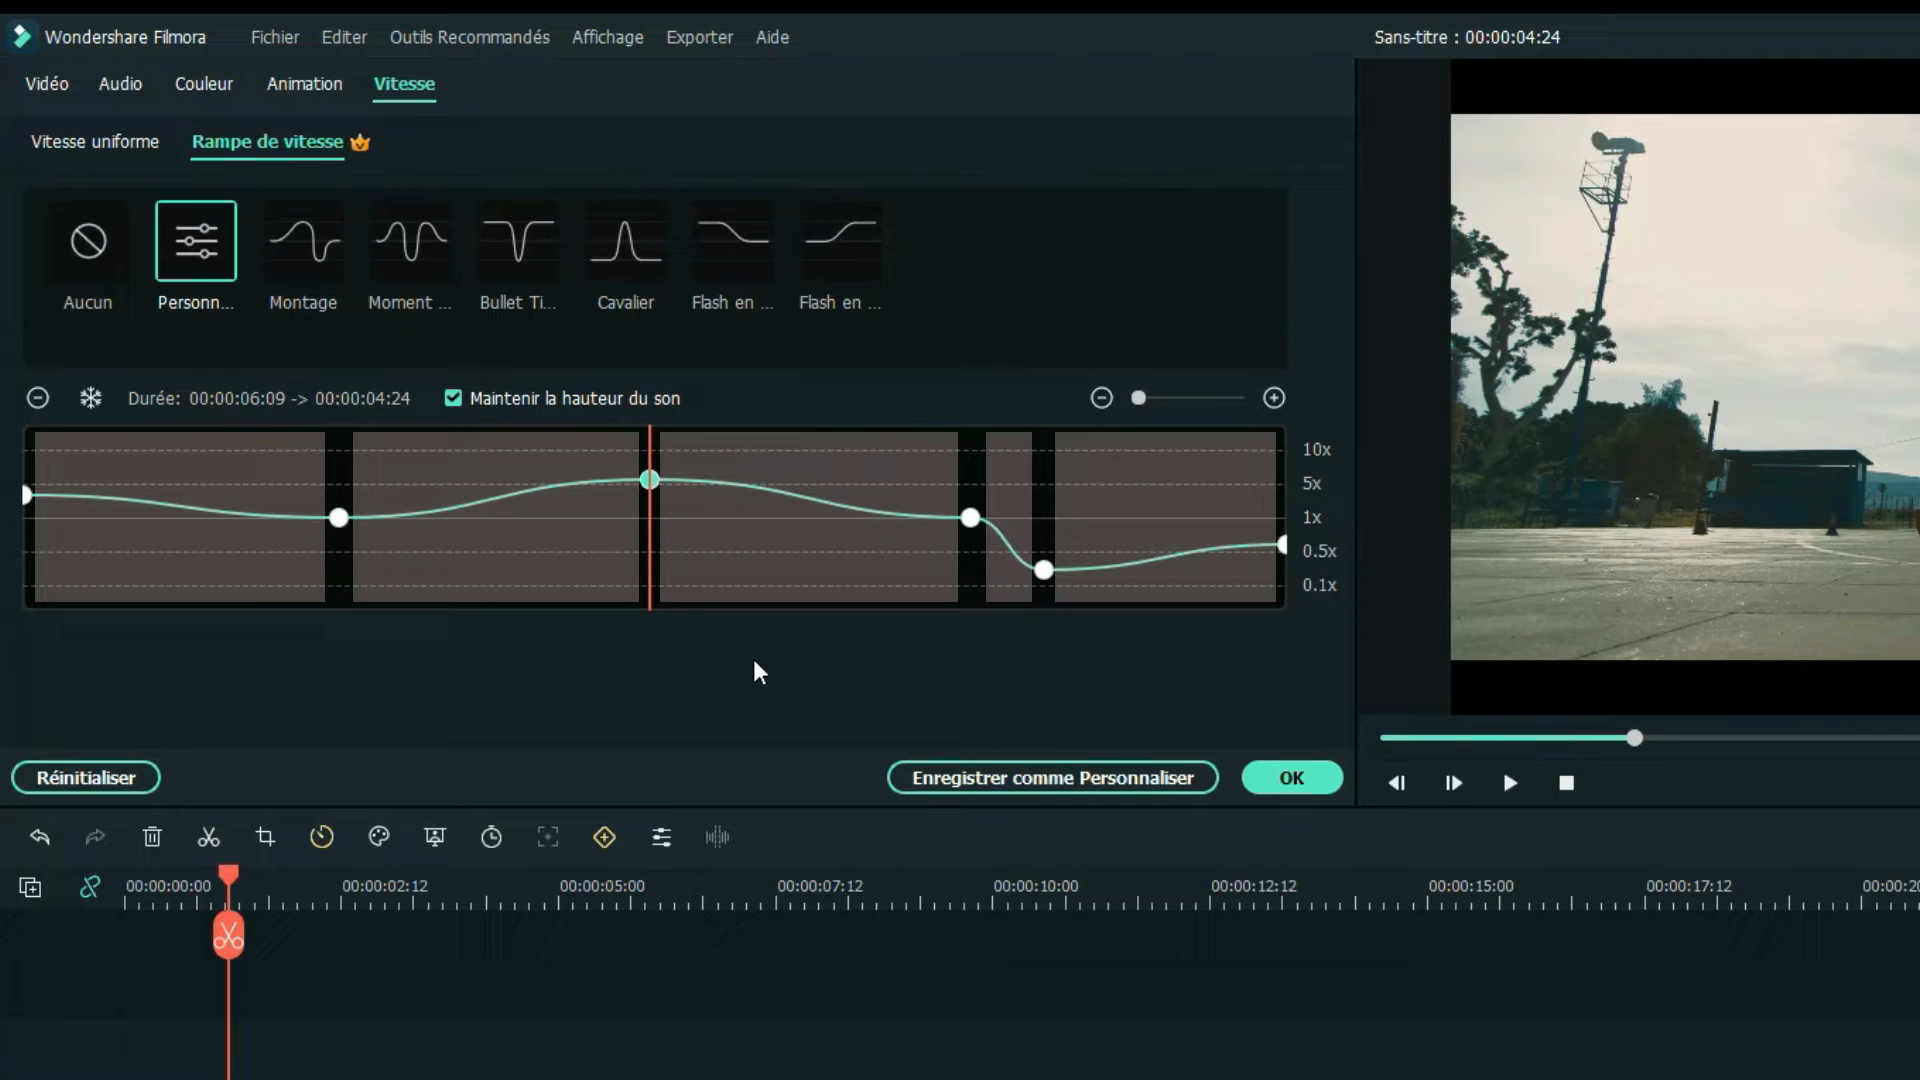 Wondershare Filmora Fichier Editer Outils Recommandés Affichage Exporter Aide
Sans-titre : 00:00:04:24
Vidéo Audio Couleur Animation Vitesse
Vitesse uniforme Rampe de vitesse
Aucun Personn... Montage Moment ... Bullet Ti... Cavalier Flash en ... Flash en ...
Durée: 00:00:06:09 -> 00:00:04:24 Maintenir la hauteur du son
10x
5x
1x
0.5x
0.1x
Réinitialiser Enregistrer comme Personnaliser OK
00:00:00:00 00:00:02:12 00:00:05:00 00:00:07:12 00:00:10:00 00:00:12:12 00:00:15:00 00:00:17:12 00:00:20